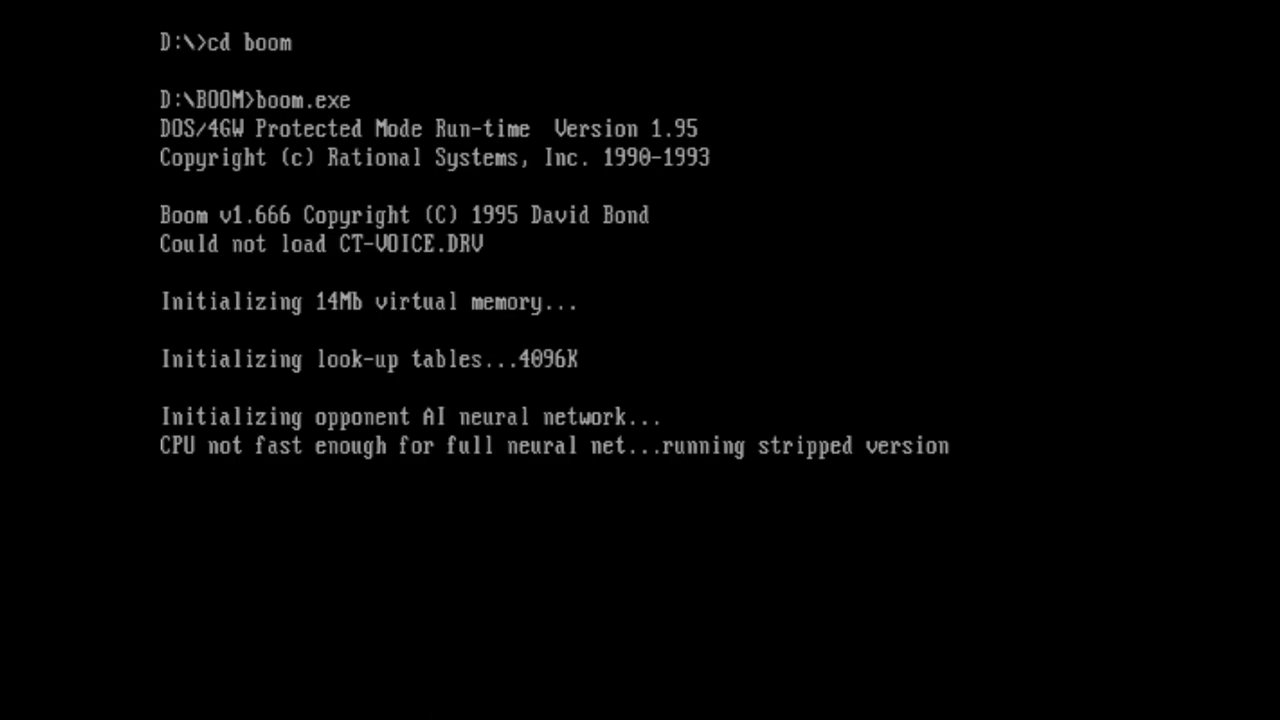 D:\>cd boom
D:\BOOM>boom.exe
DOS/4GW Protected Mode Run-time  Version 1.95
Copyright (c) Rational Systems, Inc. 1990-1993
Boom v1.666 Copyright (C) 1995 David Bond
Could not load CT-VOICE.DRV
Initializing 14Mb virtual memory...
Initializing look-up tables...4096K
Initializing opponent AI neural network...
CPU not fast enough for full neural net...running stripped version